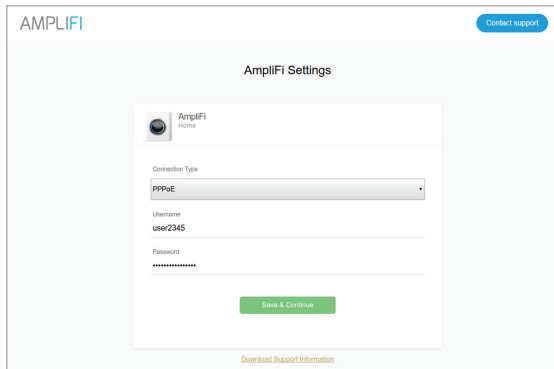 AMPLIFI
Contact support
AmpliFi Settings
AmpliFi
Home
Connection Type
PPPoE
Username
user2345
Password
••••••••••••••••
Save & Continue
Download Support Information